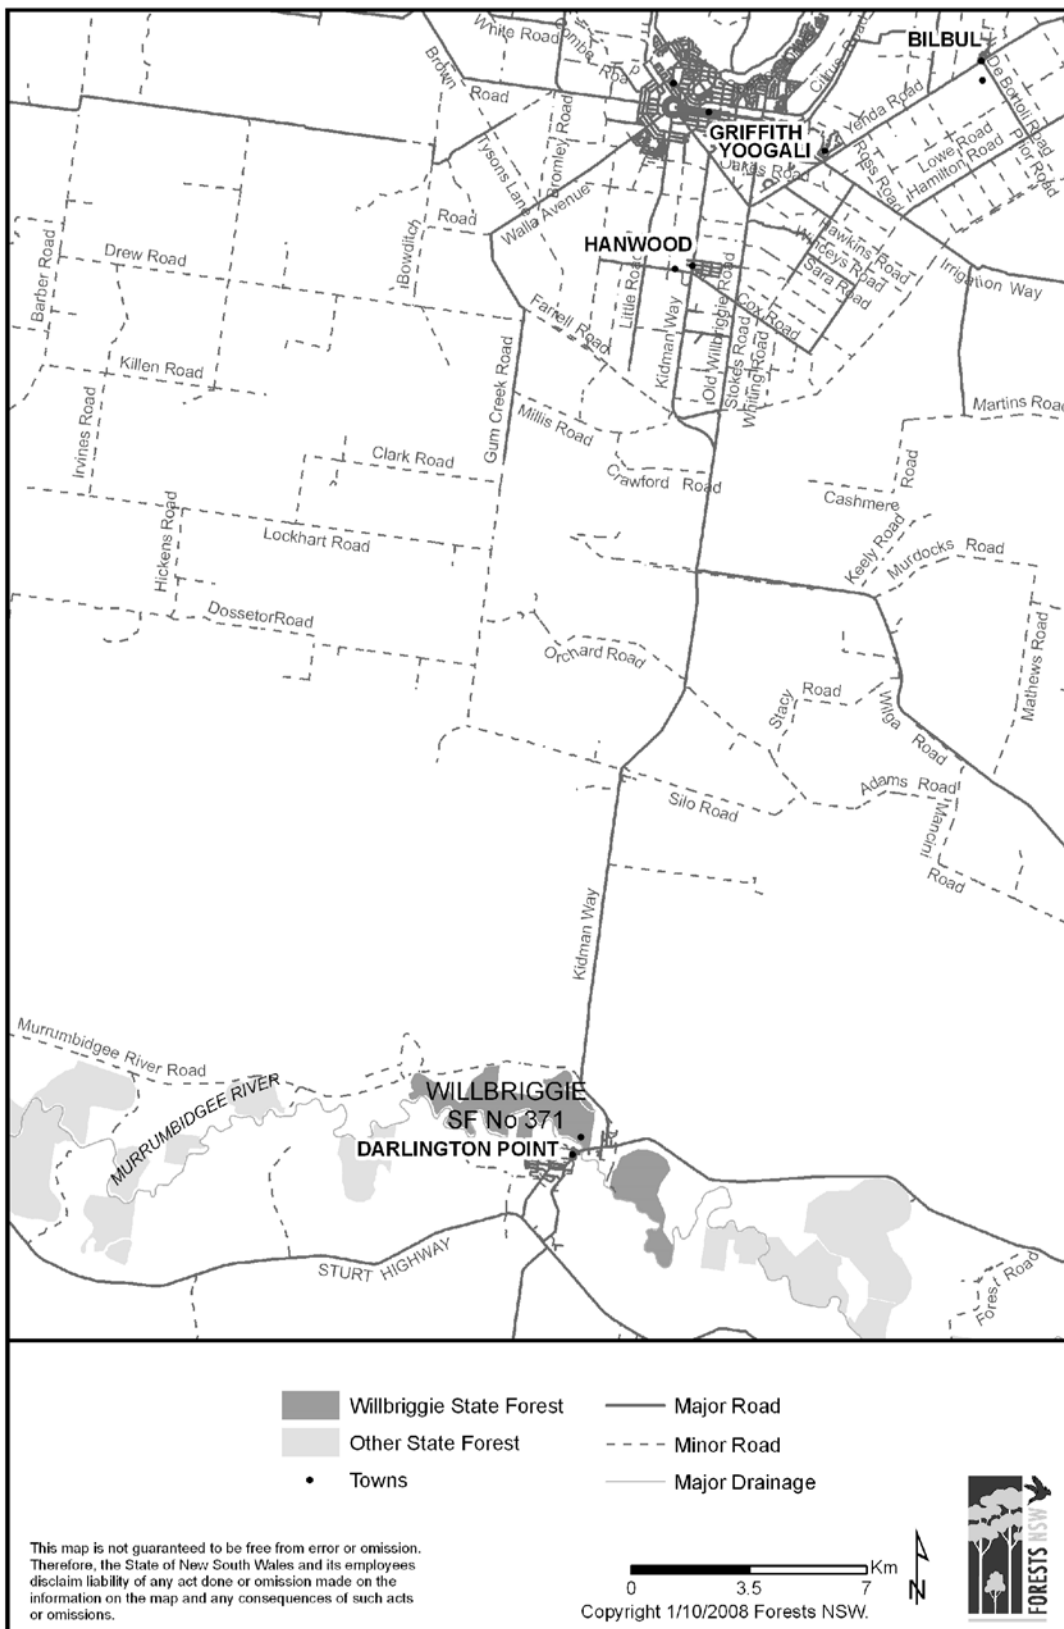 White Road
Combe Roa
Brown
Road
Citrus Road
BILBUL
De Bortoli Road
Yenda Road
GRIFFITH
YOOGALI
Oakes Road
Ross Road
Lowe Road
Hamilton Road
Prior Road
Tysons Lane
Bromley Road
Walla Avenue
Road
Bowditch
Barber Road
Drew Road
HANWOOD
Hawkins Road
Winceys Road
Sara Road
Irrigation Way
Little Road
Kidman Way
Old Willbriggie Road
Stokes Road
Whiting Road
Cox Road
Farrell Road
Killen Road
Gum Creek Road
Millis Road
Martins Road
Irvines Road
Clark Road
Crawford Road
Road
Cashmere
Hickens Road
Lockhart Road
Keely Road
Murdocks Road
DossetorRoad
Orchard Road
Mathews Road
Stacy
Road
Wilga Road
Silo Road
Adams Road
Mancini
Road
Kidman Way
Murrumbidgee River Road
MURRUMBIDGEE RIVER
WILLBRIGGIE
SF No 371
DARLINGTON POINT
STURT HIGHWAY
Forest Road
Willbriggie State Forest
Other State Forest
Towns
Major Road
Minor Road
Major Drainage
This map is not guaranteed to be free from error or omission.
Therefore, the State of New South Wales and its employees
disclaim liability of any act done or omission made on the
information on the map and any consequences of such acts
or omissions.
Km
0 3.5 7
Copyright 1/10/2008 Forests NSW.
N
FORESTS NSW